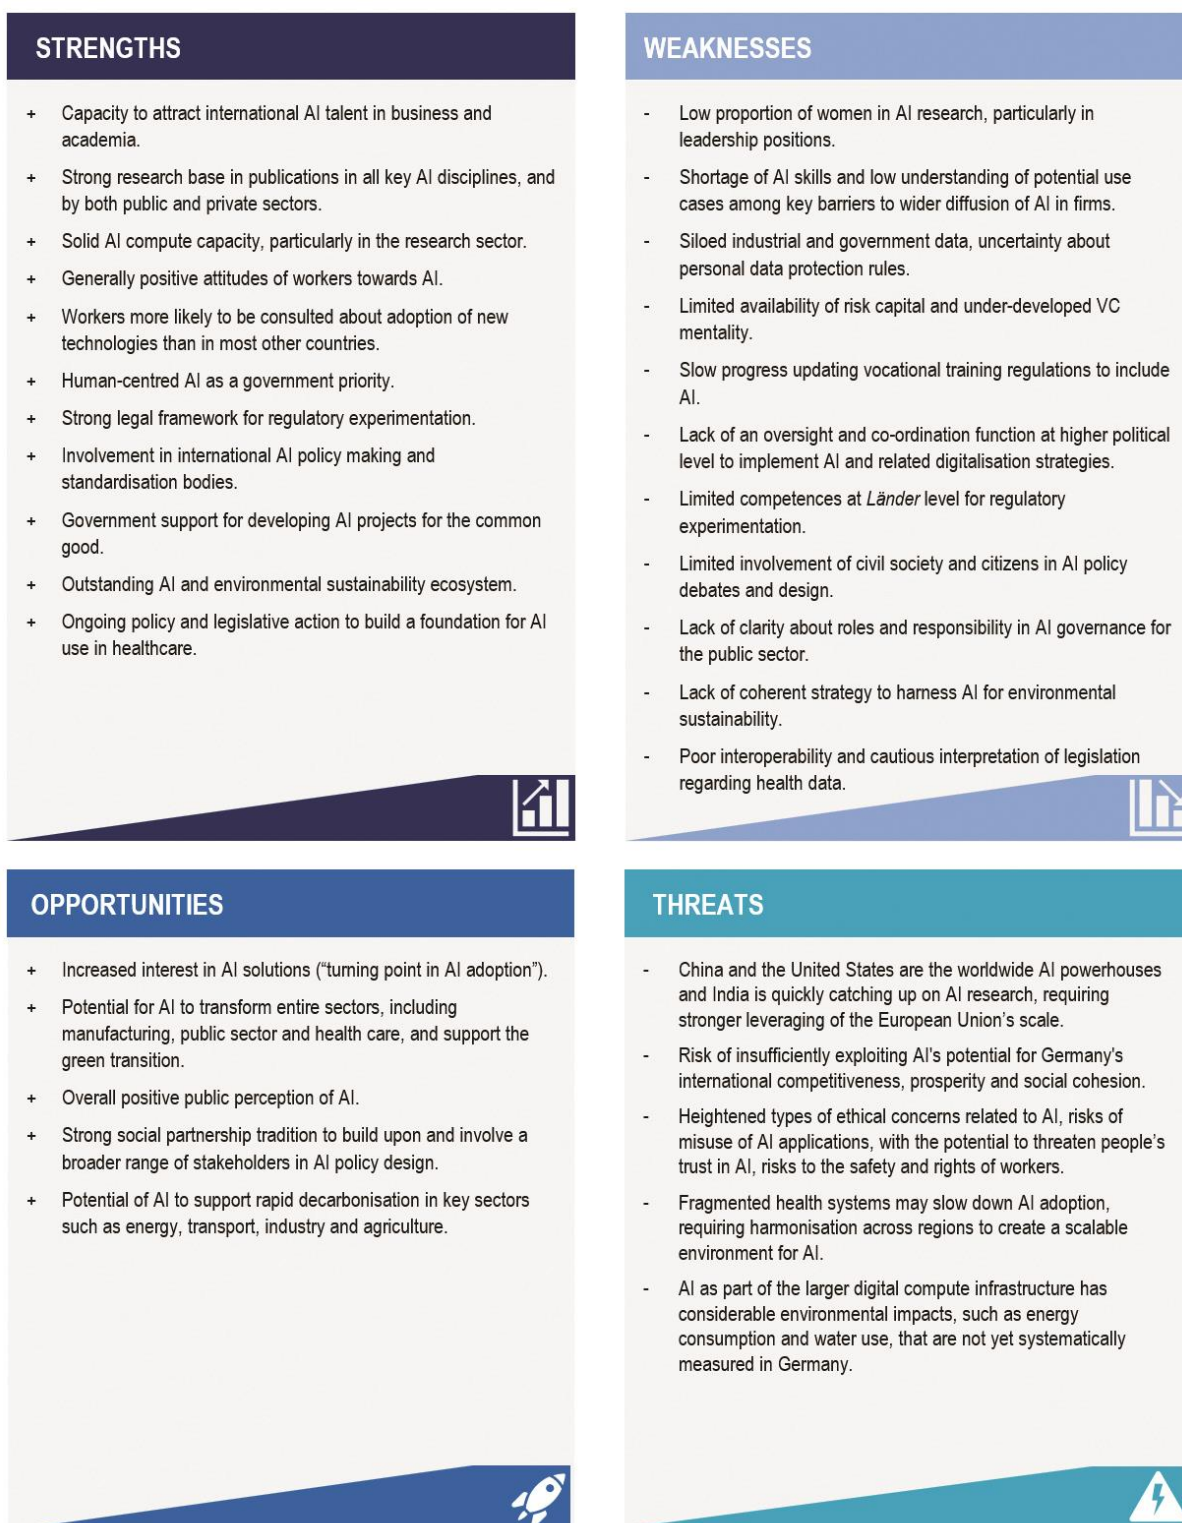 STRENGTHS
+ Capacity to attract international AI talent in business and
academia.
+ Strong research base in publications in all key AI disciplines, and
by both public and private sectors.
+ Solid AI compute capacity, particularly in the research sector.
+ Generally positive attitudes of workers towards AI.
+ Workers more likely to be consulted about adoption of new
technologies than in most other countries.
+ Human-centred AI as a government priority.
+ Strong legal framework for regulatory experimentation.
+ Involvement in international AI policy making and
standardisation bodies.
+ Government support for developing AI projects for the common
good.
+ Outstanding AI and environmental sustainability ecosystem.
+ Ongoing policy and legislative action to build a foundation for AI
use in healthcare.
WEAKNESSES
- Low proportion of women in AI research, particularly in
leadership positions.
- Shortage of AI skills and low understanding of potential use
cases among key barriers to wider diffusion of AI in firms.
- Siloed industrial and government data, uncertainty about
personal data protection rules.
- Limited availability of risk capital and under-developed VC
mentality.
- Slow progress updating vocational training regulations to include
AI.
- Lack of an oversight and co-ordination function at higher political
level to implement AI and related digitalisation strategies.
- Limited competences at Länder level for regulatory
experimentation.
- Limited involvement of civil society and citizens in AI policy
debates and design.
- Lack of clarity about roles and responsibility in AI governance for
the public sector.
- Lack of coherent strategy to harness AI for environmental
sustainability.
- Poor interoperability and cautious interpretation of legislation
regarding health data.
OPPORTUNITIES
+ Increased interest in AI solutions (“turning point in AI adoption”).
+ Potential for AI to transform entire sectors, including
manufacturing, public sector and health care, and support the
green transition.
+ Overall positive public perception of AI.
+ Strong social partnership tradition to build upon and involve a
broader range of stakeholders in AI policy design.
+ Potential of AI to support rapid decarbonisation in key sectors
such as energy, transport, industry and agriculture.
THREATS
- China and the United States are the worldwide AI powerhouses
and India is quickly catching up on AI research, requiring
stronger leveraging of the European Union’s scale.
- Risk of insufficiently exploiting AI's potential for Germany's
international competitiveness, prosperity and social cohesion.
- Heightened types of ethical concerns related to AI, risks of
misuse of AI applications, with the potential to threaten people’s
trust in AI, risks to the safety and rights of workers.
- Fragmented health systems may slow down AI adoption,
requiring harmonisation across regions to create a scalable
environment for AI.
- AI as part of the larger digital compute infrastructure has
considerable environmental impacts, such as energy
consumption and water use, that are not yet systematically
measured in Germany.